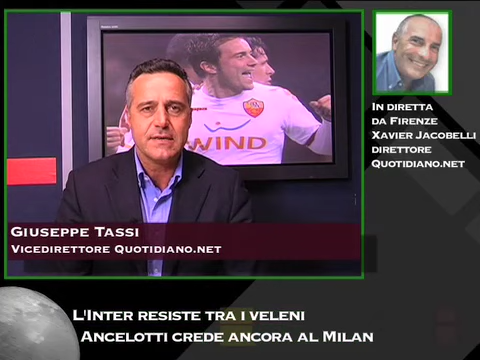 WIND
In diretta
da Firenze
Xavier Jacobelli
direttore
Quotidiano.net
Giuseppe Tassi
Vicedirettore Quotidiano.net
L'Inter resiste tra i veleni
Ancelotti crede ancora al Milan